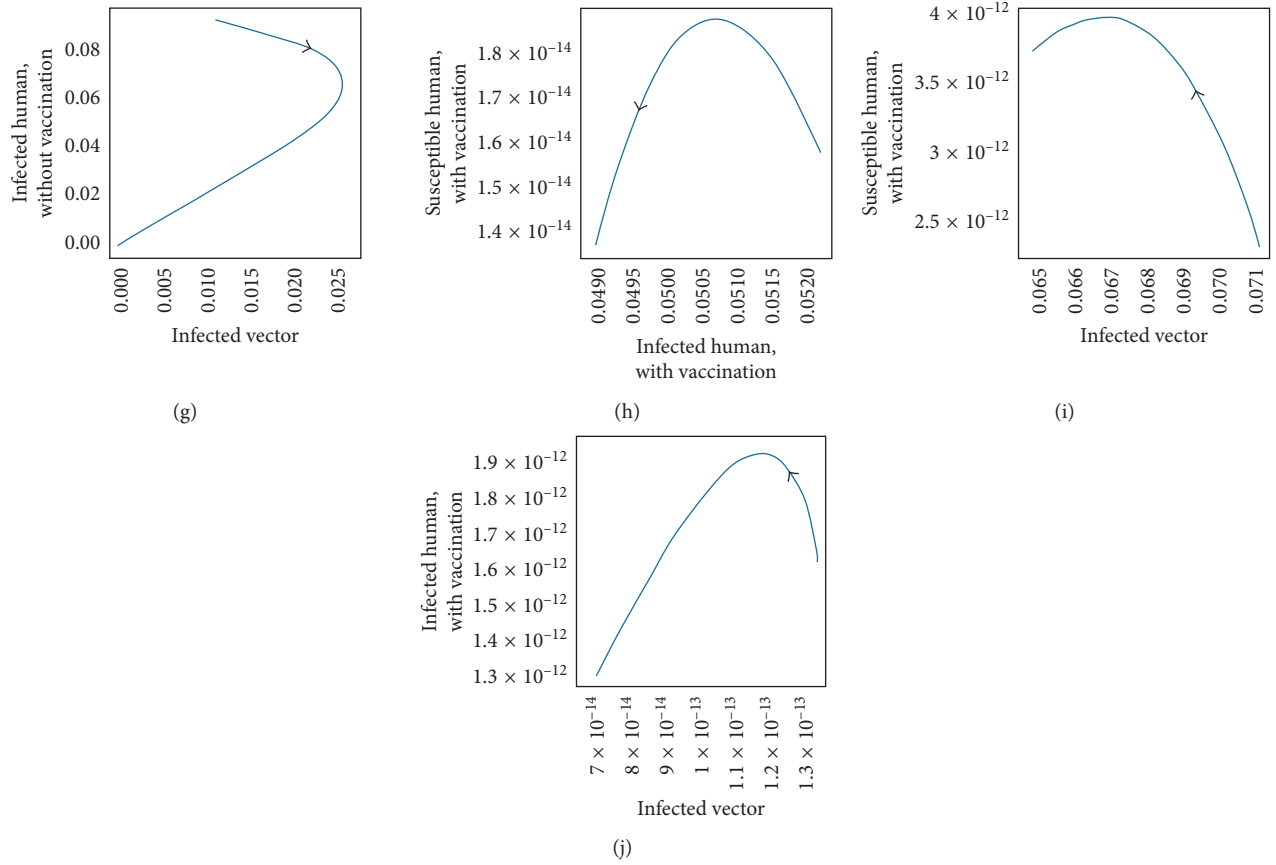 Infected human,
without vaccination
0.08
0.06
0.04
0.02
0.00
0.000
0.005
0.010
0.015
0.020
0.025
Infected vector
(g)
Susceptible human,
with vaccination
1.8 × 10⁻¹⁴
1.7 × 10⁻¹⁴
1.6 × 10⁻¹⁴
1.5 × 10⁻¹⁴
1.4 × 10⁻¹⁴
0.0490
0.0495
0.0500
0.0505
0.0510
0.0515
0.0520
Infected human,
with vaccination
(h)
Susceptible human,
with vaccination
4 × 10⁻¹²
3.5 × 10⁻¹²
3 × 10⁻¹²
2.5 × 10⁻¹²
0.065
0.066
0.067
0.068
0.069
0.070
0.071
Infected vector
(i)
Infected human,
with vaccination
1.9 × 10⁻¹²
1.8 × 10⁻¹²
1.7 × 10⁻¹²
1.6 × 10⁻¹²
1.5 × 10⁻¹²
1.4 × 10⁻¹²
1.3 × 10⁻¹²
7 × 10⁻¹⁴
8 × 10⁻¹⁴
9 × 10⁻¹⁴
1 × 10⁻¹³
1.1 × 10⁻¹³
1.2 × 10⁻¹³
1.3 × 10⁻¹³
Infected vector
(j)